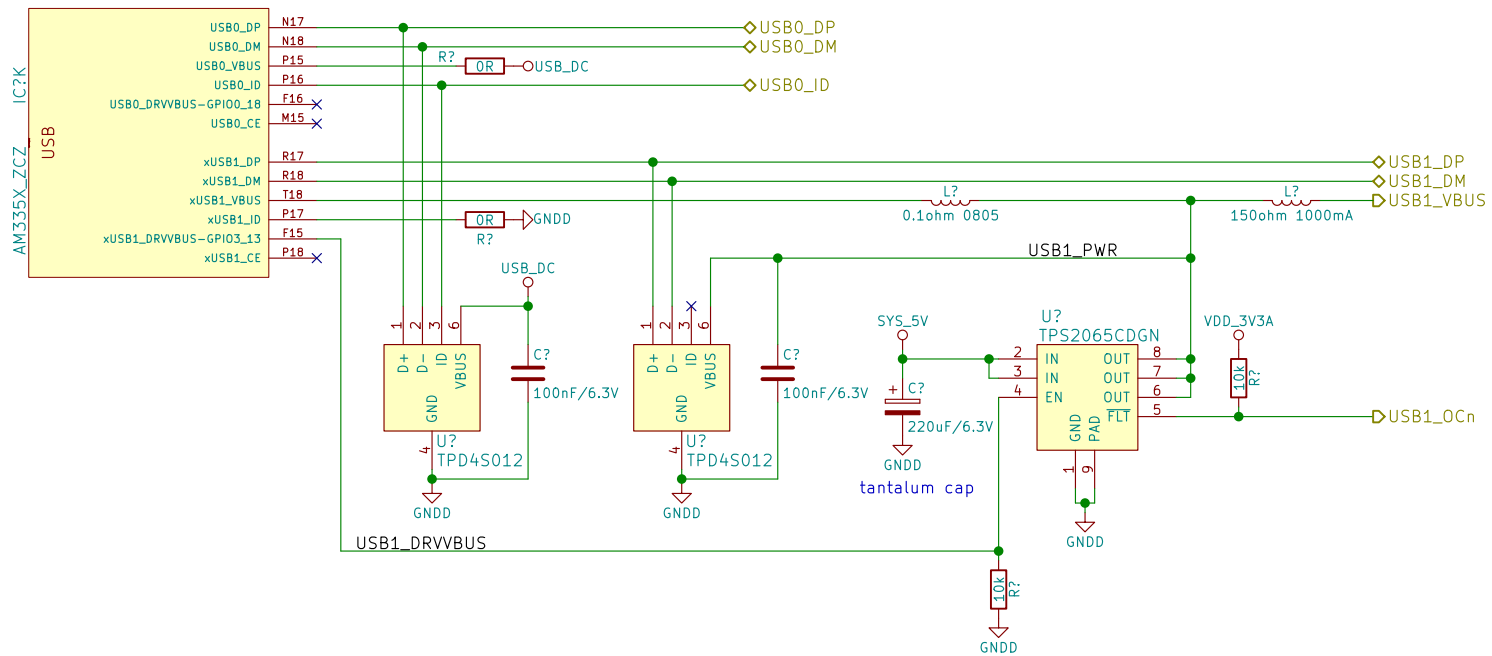 IC?K
AM335X_ZCZ
USB
USB0_DP N17
USB0_DM N18
USB0_VBUS P15
USB0_ID P16
USB0_DRVVBUS-GPIO0_18 F16
USB0_CE M15
xUSB1_DP R17
xUSB1_DM R18
xUSB1_VBUS T18
xUSB1_ID P17
xUSB1_DRVVBUS-GPIO3_13 F15
xUSB1_CE P18
USB0_DP
USB0_DM
R? 0R USB_DC
USB0_ID
USB1_DP
USB1_DM
L?
0.1ohm 0805
L?
150ohm 1000mA
USB1_VBUS
0R GNDD
R?
USB1_PWR
USB_DC
1 2 3 6
D+ D- ID VBUS
GND
4
U?
TPD4S012
C?
100nF/6.3V
GNDD
1 2 3 6
D+ D- ID VBUS
GND
4
U?
TPD4S012
C?
100nF/6.3V
GNDD
SYS_5V
+ C?
220uF/6.3V
GNDD
tantalum cap
U?
TPS2065CDGN
2 IN OUT 8
3 IN OUT 7
4 EN OUT 6
FLT 5
GND PAD
1 9
GNDD
VDD_3V3A
10k R?
USB1_OCn
USB1_DRVVBUS
10k R?
GNDD